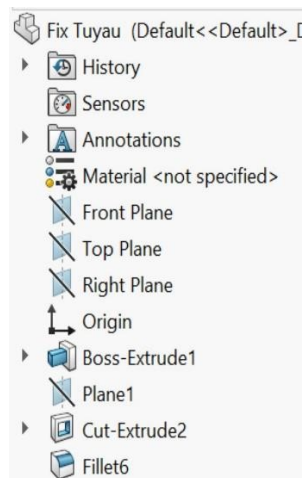 Fix Tuyau (Default<<Default>_D
History
Sensors
Annotations
Material <not specified>
Front Plane
Top Plane
Right Plane
Origin
Boss-Extrude1
Plane1
Cut-Extrude2
Fillet6